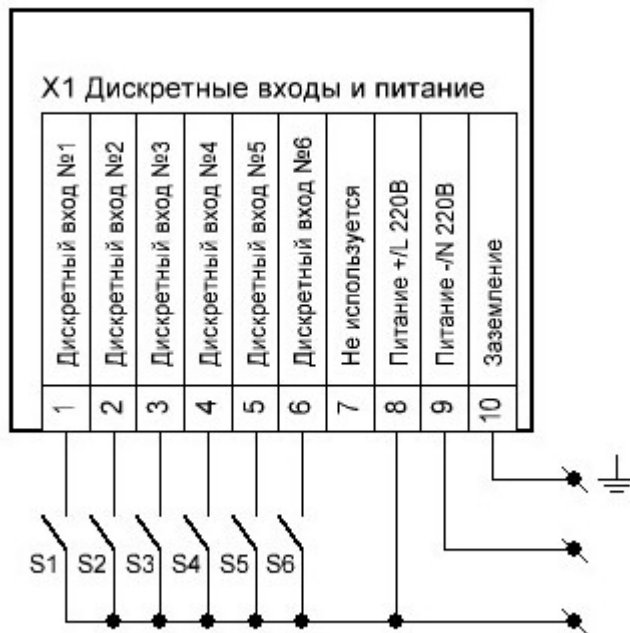 X1 Дискретные входы и питание
Дискретный вход №1
Дискретный вход №2
Дискретный вход №3
Дискретный вход №4
Дискретный вход №5
Дискретный вход №6
Не используется
Питание +/L 220В
Питание -/N 220В
Заземление
1 2 3 4 5 6 7 8 9 10
S1 S2 S3 S4 S5 S6